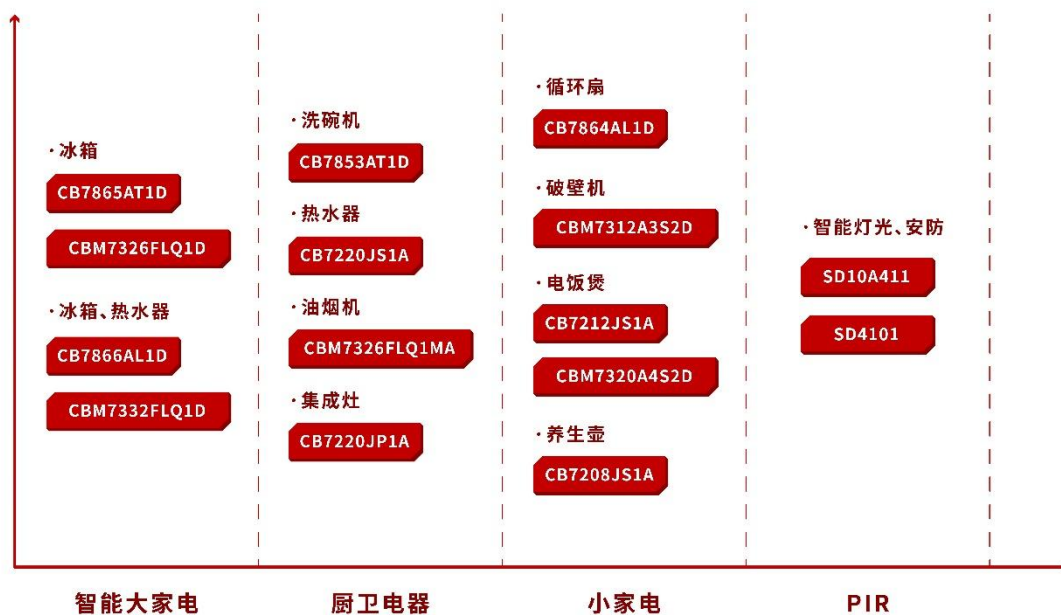 ·冰箱
CB7865AT1D
CBM7326FLQ1D
·冰箱、热水器
CB7866AL1D
CBM7332FLQ1D
智能大家电
·洗碗机
CB7853AT1D
·热水器
CB7220JS1A
·油烟机
CBM7326FLQ1MA
·集成灶
CB7220JP1A
厨卫电器
·循环扇
CB7864AL1D
·破壁机
CBM7312A3S2D
·电饭煲
CB7212JS1A
CBM7320A4S2D
·养生壶
CB7208JS1A
小家电
·智能灯光、安防
SD10A411
SD4101
PIR